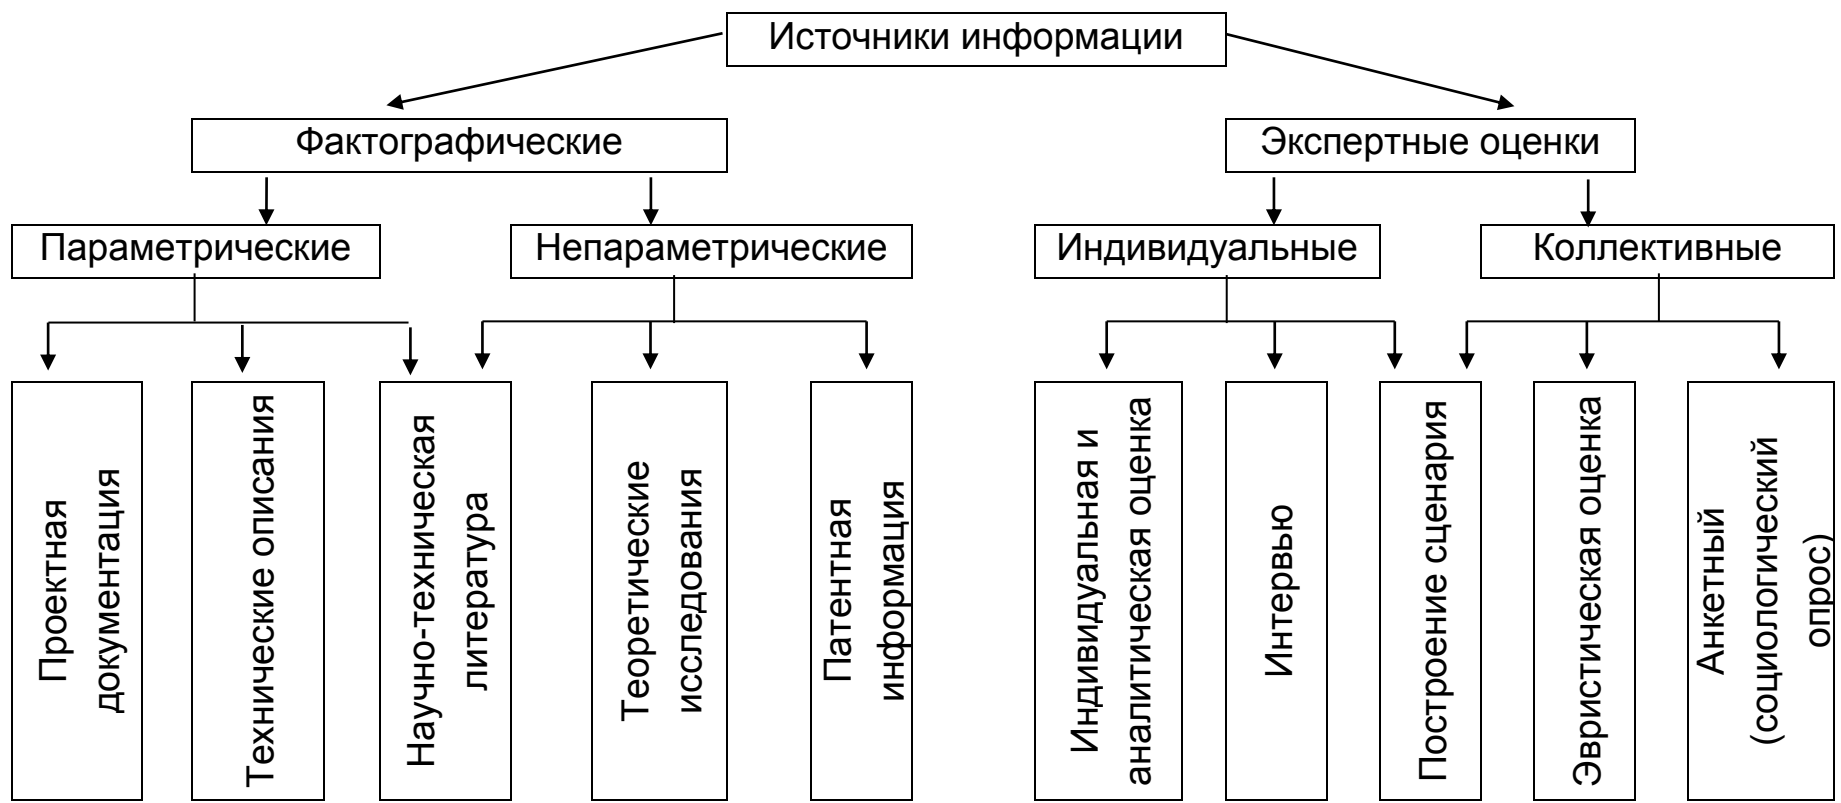 Источники информации
Фактографические
Экспертные оценки
Параметрические
Непараметрические
Индивидуальные
Коллективные
Проектная
документация
Технические описания
Научно-техническая
литература
Теоретические
исследования
Патентная
информация
Индивидуальная и
аналитическая оценка
Интервью
Построение сценария
Эвристическая оценка
Анкетный
(социологический
опрос)